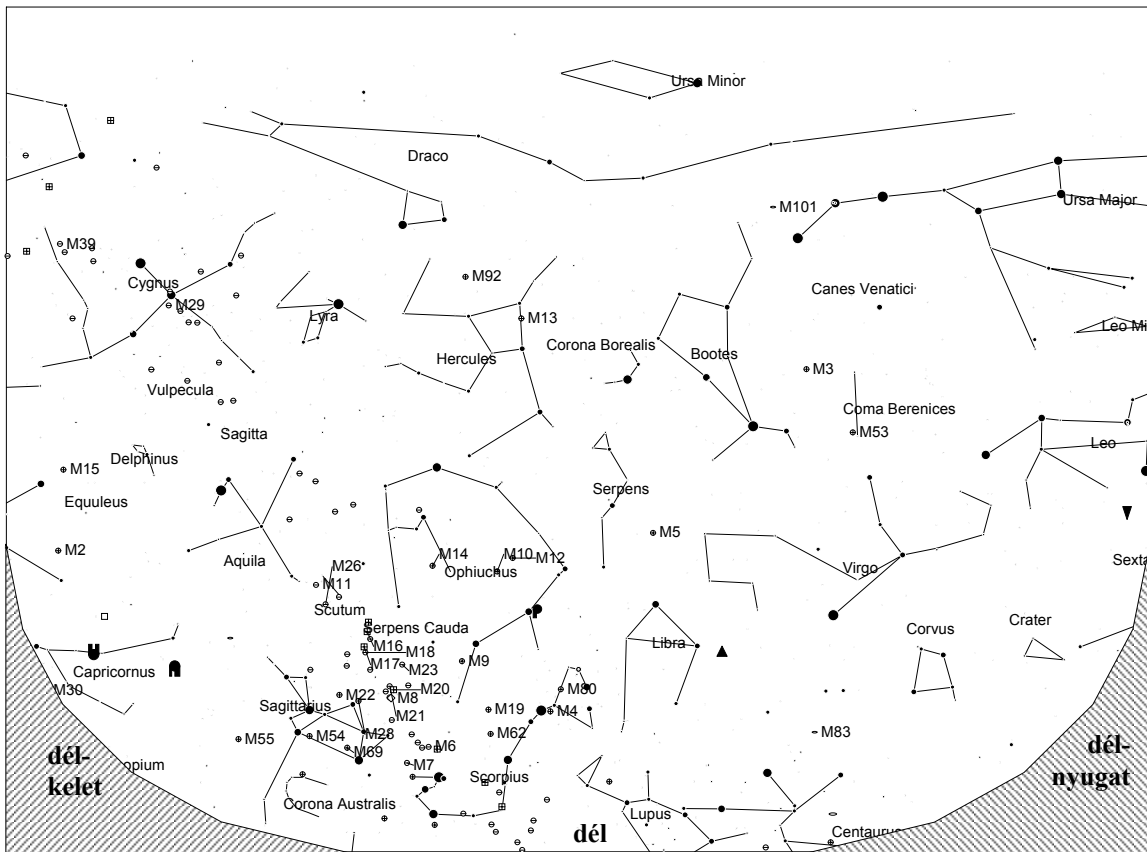 Ursa Minor
Draco
M101
Ursa Major
M39
Cygnus
M29
M92
Canes Venatici
Lyra
M13
Leo Mi
Hercules
Corona Borealis
Bootes
M3
Vulpecula
Coma Berenices
Sagitta
M53
Leo
Delphinus
M15
Equuleus
Serpens
M5
M2
Aquila
M14
M10
M12
Ophiuchus
Virgo
Sexta
M26
M11
Scutum
Serpens Cauda
Crater
Corvus
Libra
M16
M18
M17
M23
M9
Capricornus
M30
M22
M20
M8
M80
Sagittarius
M21
M19
M4
M55
M54
M28
M62
M83
M69
M6
M7
Scorpius
dél-
kelet
opium
dél-
nyugat
Corona Australis
Lupus
dél
Centaurus